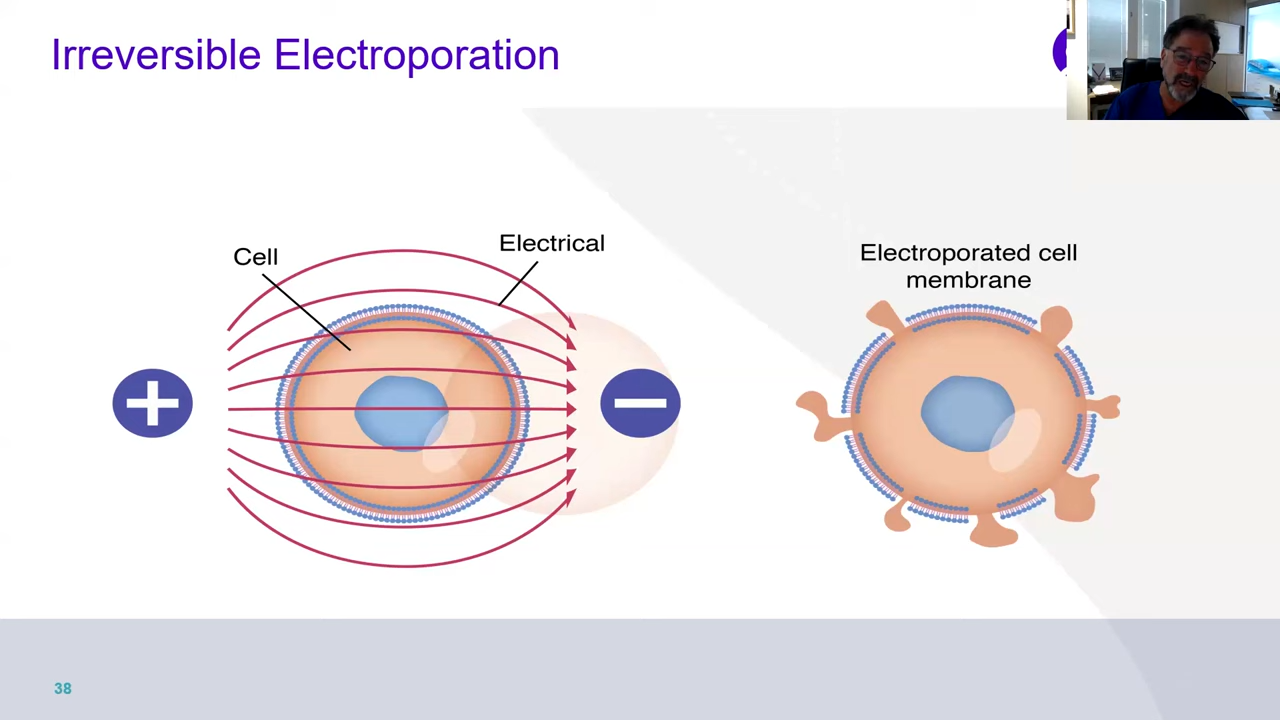 Irreversible Electroporation
Cell
Electrical
Electroporated cell
membrane
38